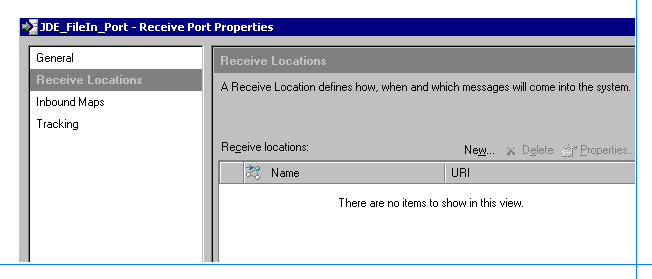 JDE_FileIn_Port - Receive Port Properties
General
Receive Locations
Inbound Maps
Tracking
Receive Locations
A Receive Location defines how, when and which messages will come into the system.
Receive locations:
New... Delete Properties...
Name URI
There are no items to show in this view.